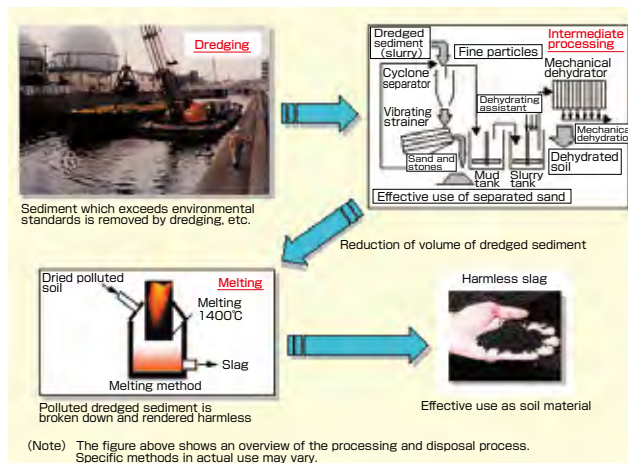 Dredging
Sediment which exceeds environmental
standards is removed by dredging, etc.
Intermediate
processing
Dredged
sediment
(slurry)
Fine particles
Cyclone
separator
Mechanical
dehydrator
Dehydrating
assistant
Vibrating
strainer
Mechanical
dehydration
Sand and
stones
Mud
tank
Slurry
tank
Dehydrated
soil
Effective use of separated sand
Reduction of volume of dredged sediment
Melting
Dried polluted
soil
Melting
1400℃
Slag
Melting method
Polluted dredged sediment is
broken down and rendered harmless
Harmless slag
Effective use as soil material
(Note) The figure above shows an overview of the processing and disposal process.
Specific methods in actual use may vary.